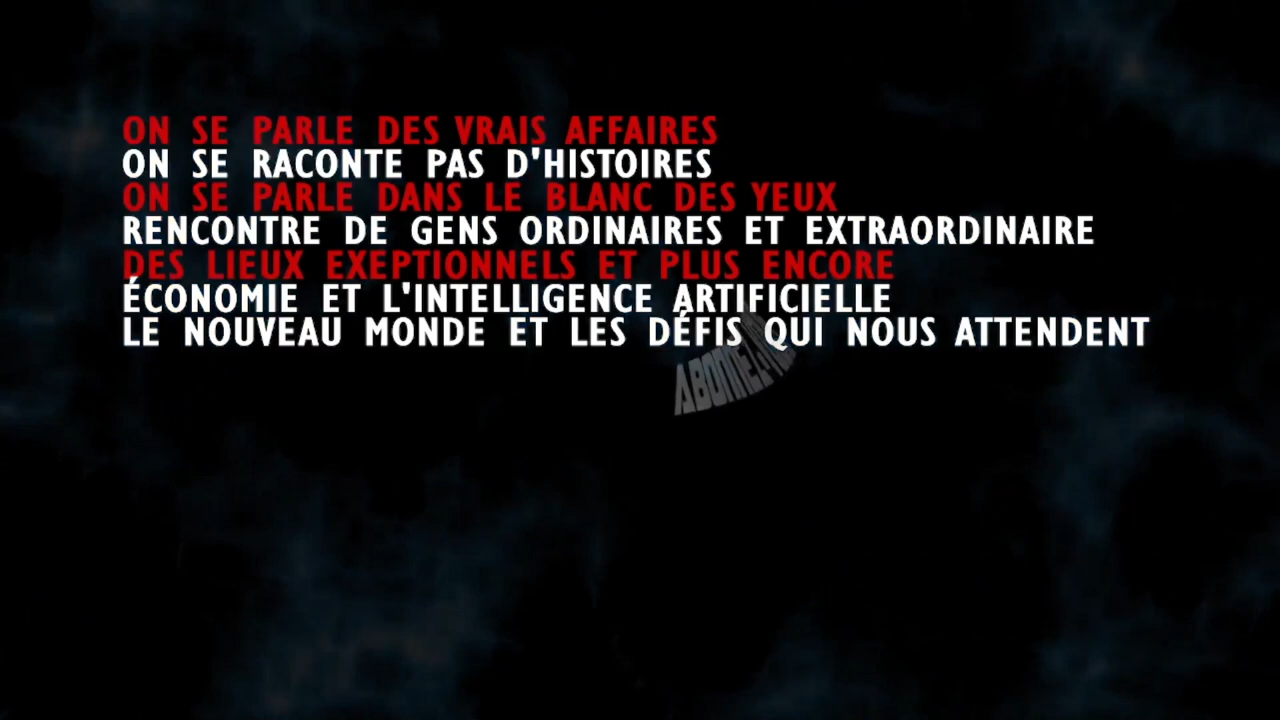 ON SE PARLE DES VRAIS AFFAIRES
ON SE RACONTE PAS D'HISTOIRES
ON SE PARLE DANS LE BLANC DES YEUX
RENCONTRE DE GENS ORDINAIRES ET EXTRAORDINAIRE
DES LIEUX EXEPTIONNELS ET PLUS ENCORE
ÉCONOMIE ET L'INTELLIGENCE ARTIFICIELLE
LE NOUVEAU MONDE ET LES DÉFIS QUI NOUS ATTENDENT